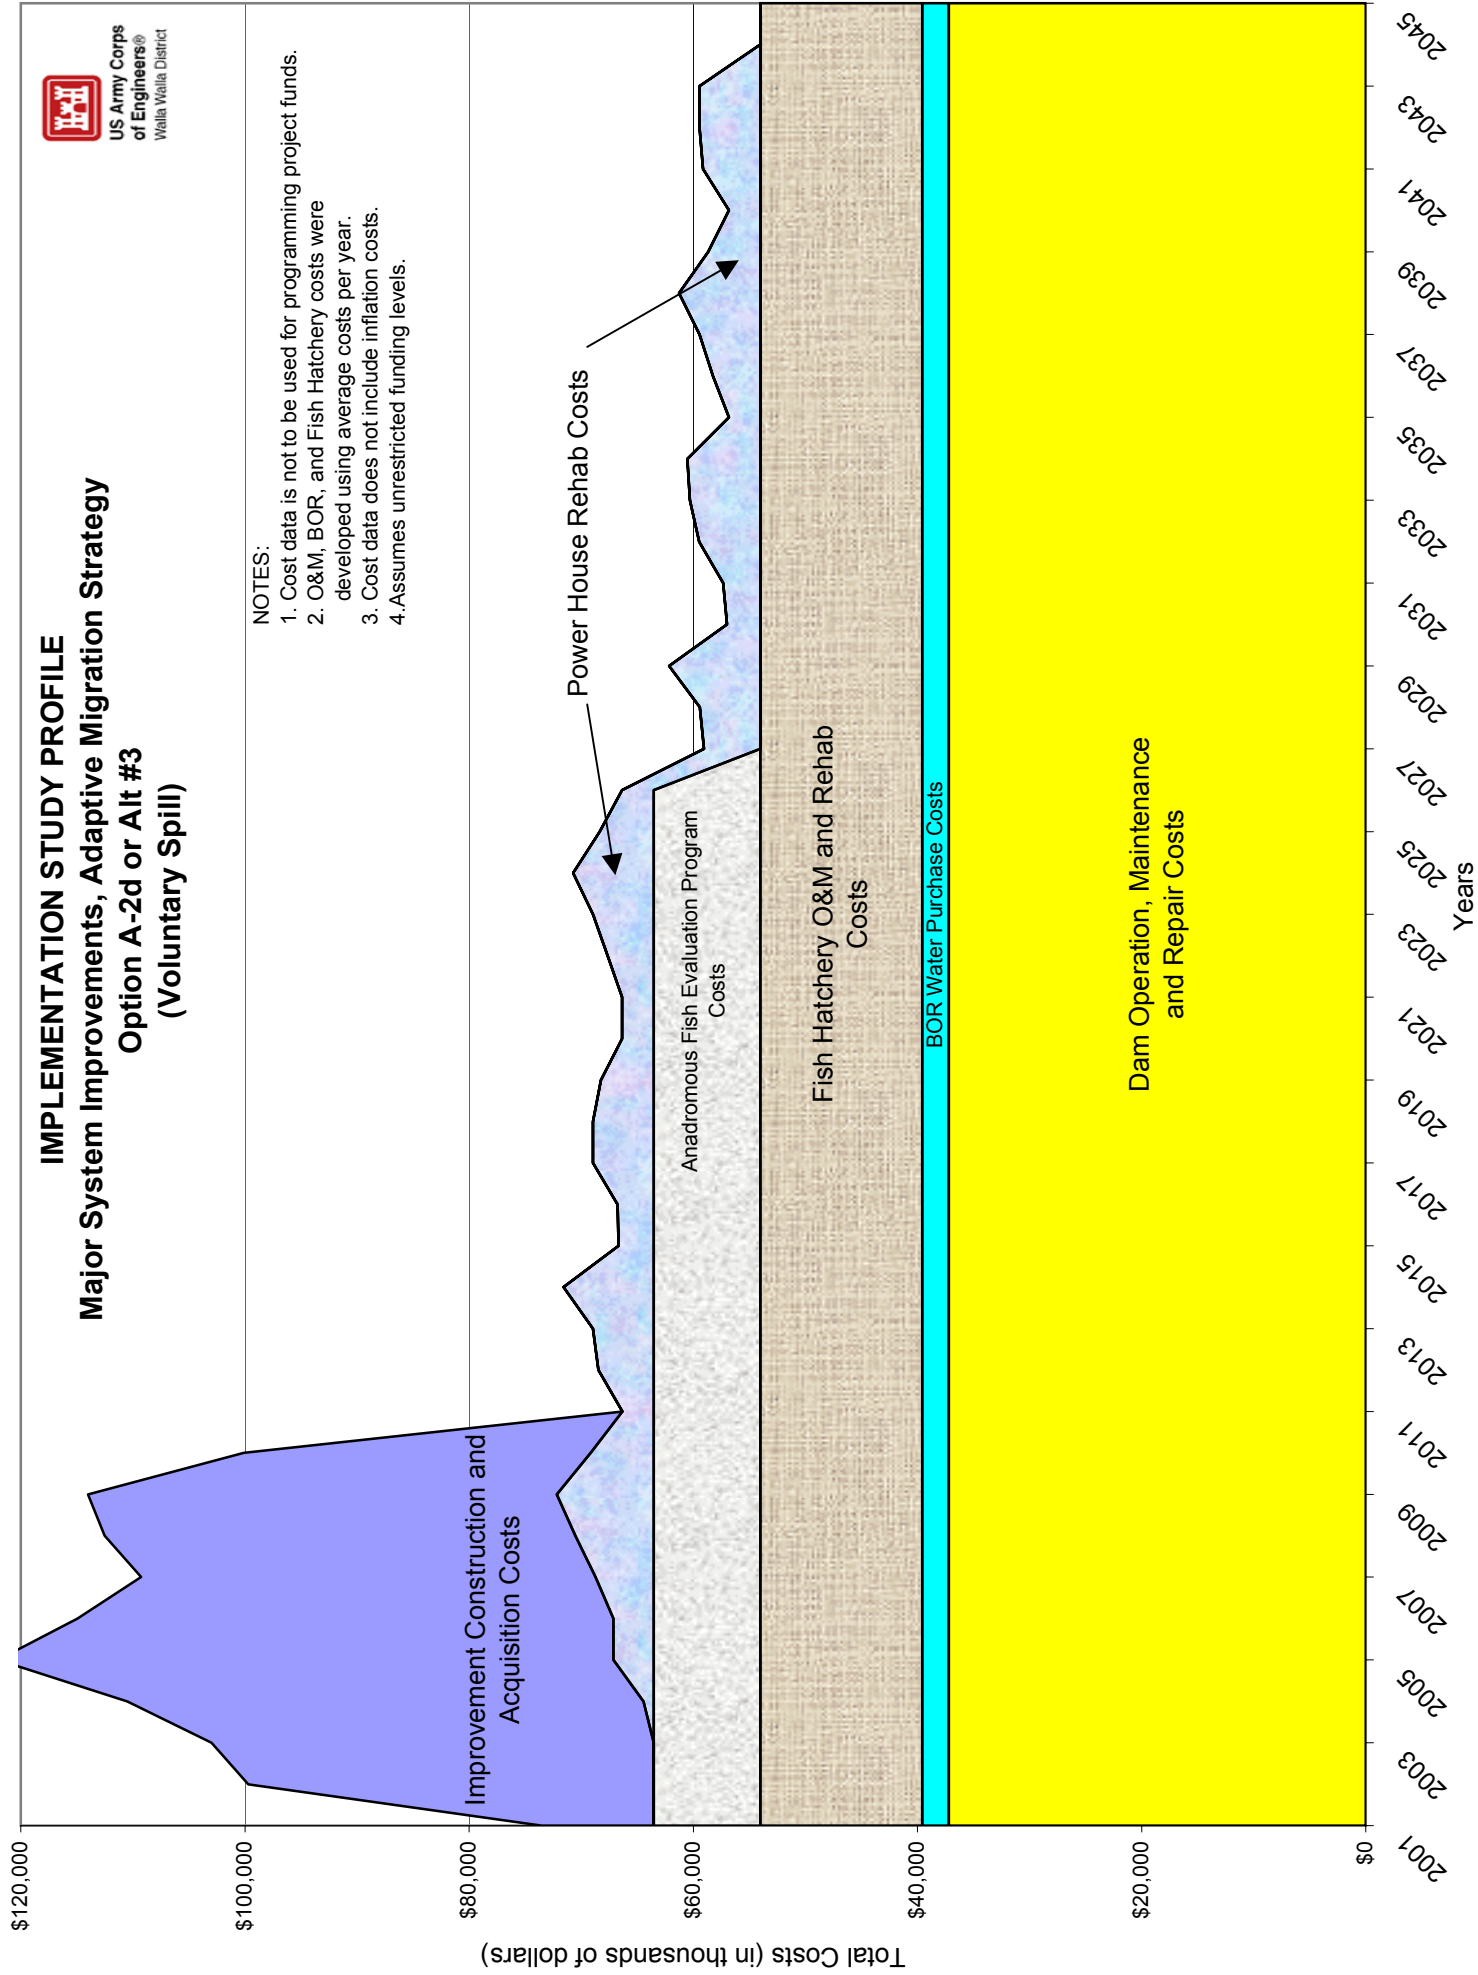 IMPLEMENTATION STUDY PROFILE
Major System Improvements, Adaptive Migration Strategy
Option A-2d or Alt #3
(Voluntary Spill)
US Army Corps
of Engineers®
Walla Walla District
NOTES:
1. Cost data is not to be used for programming project funds.
2. O&M, BOR, and Fish Hatchery costs were
developed using average costs per year.
3. Cost data does not include inflation costs.
4.Assumes unrestricted funding levels.
Power House Rehab Costs
Improvement Construction and
Acquisition Costs
Anadromous Fish Evaluation Program
Costs
Fish Hatchery O&M and Rehab
Costs
BOR Water Purchase Costs
Dam Operation, Maintenance
and Repair Costs
Total Costs (in thousands of dollars)
$120,000
$100,000
$80,000
$60,000
$40,000
$20,000
$0
2001
2003
2005
2007
2009
2011
2013
2015
2017
2019
2021
2023
2025
2027
2029
2031
2033
2035
2037
2039
2041
2043
2045
Years